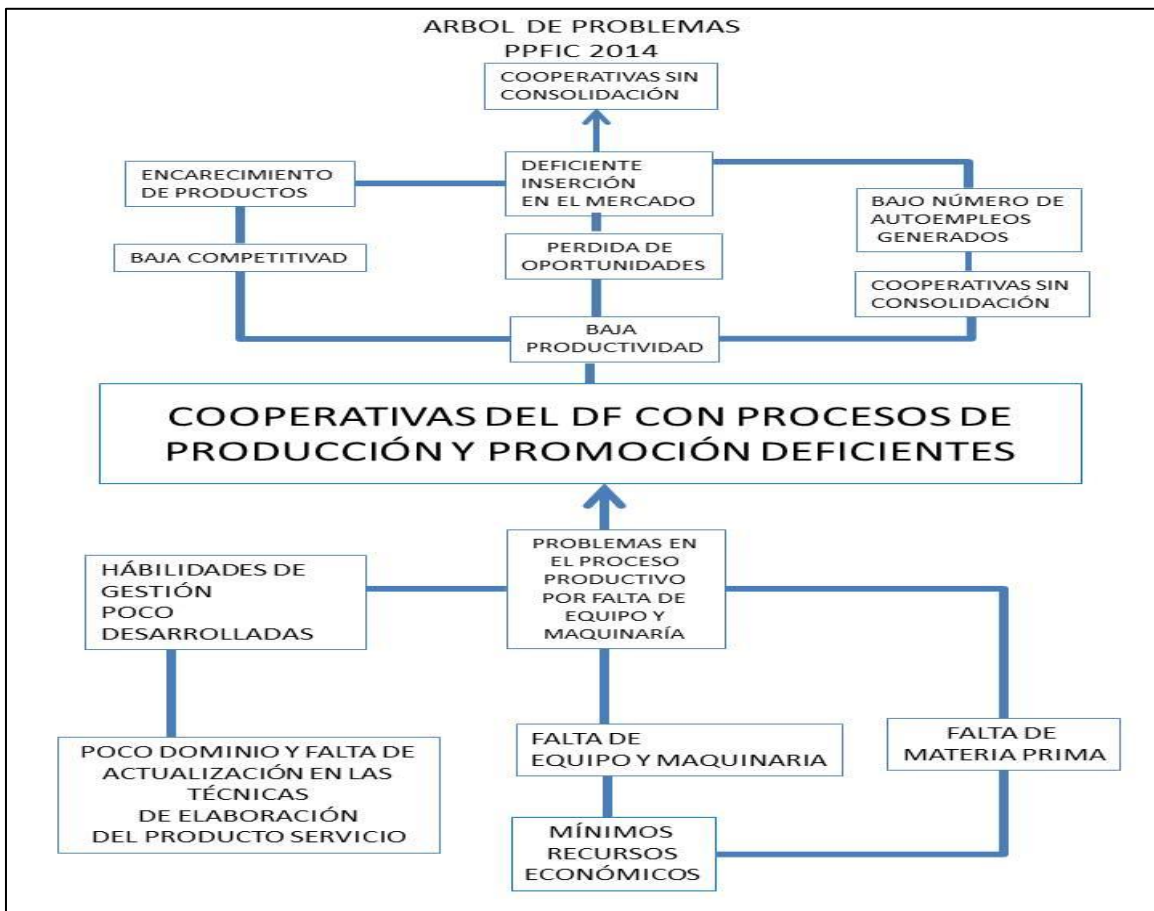 ARBOL DE PROBLEMAS
PPFIC 2014
COOPERATIVAS SIN
CONSOLIDACIÓN
ENCARECIMIENTO
DE PRODUCTOS
DEFICIENTE
INSERCIÓN
EN EL MERCADO
BAJO NÚMERO DE
AUTOEMPLEOS
GENERADOS
BAJA COMPETITIVAD
PERDIDA DE
OPORTUNIDADES
COOPERATIVAS SIN
CONSOLIDACIÓN
BAJA
PRODUCTIVIDAD
COOPERATIVAS DEL DF CON PROCESOS DE
PRODUCCIÓN Y PROMOCIÓN DEFICIENTES
HÁBILIDADES DE
GESTIÓN
POCO
DESARROLLADAS
PROBLEMAS EN
EL PROCESO
PRODUCTIVO
POR FALTA DE
EQUIPO Y
MAQUINARÍA
POCO DOMINIO Y FALTA DE
ACTUALIZACIÓN EN LAS
TÉCNICAS
DE ELABORACIÓN
DEL PRODUCTO SERVICIO
FALTA DE
EQUIPO Y MAQUINARIA
FALTA DE
MATERIA PRIMA
MÍNIMOS
RECURSOS
ECONÓMICOS